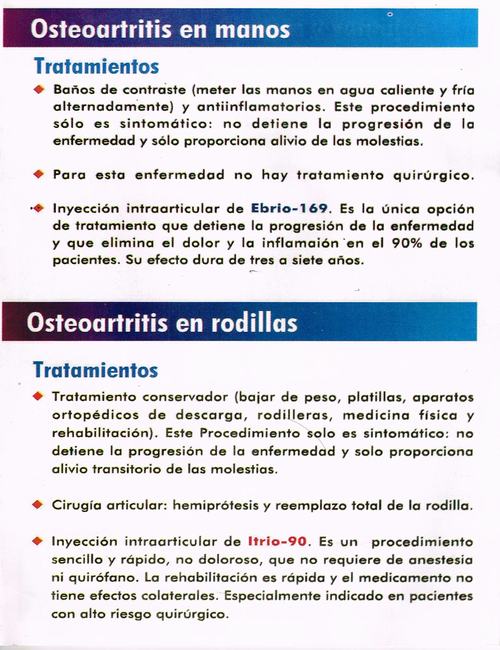 Osteoartritis en manos
Tratamientos
Baños de contraste (meter las manos en agua caliente y fría
alternadamente) y antiinflamatorios. Este procedimiento
sólo es sintomático: no detiene la progresión de la
enfermedad y sólo proporciona alivio de las molestias.
Para esta enfermedad no hay tratamiento quirúrgico.
Inyección intraarticular de Ebrio-169. Es la única opción
de tratamiento que detiene la progresión de la enfermedad
y que elimina el dolor y la inflamaión en el 90% de los
pacientes. Su efecto dura de tres a siete años.
Osteoartritis en rodillas
Tratamientos
Tratamiento conservador (bajar de peso, platillas, aparatos
ortopédicos de descarga, rodilleras, medicina física y
rehabilitación). Este Procedimiento solo es sintomático: no
detiene la progresión de la enfermedad y solo proporciona
alivio transitorio de las molestias.
Cirugía articular: hemiprótesis y reemplazo total de la rodilla.
Inyección intraarticular de Itrio-90. Es un procedimiento
sencillo y rápido, no doloroso, que no requiere de anestesia
ni quirófano. La rehabilitación es rápida y el medicamento no
tiene efectos colaterales. Especialmente indicado en pacientes
con alto riesgo quirúrgico.